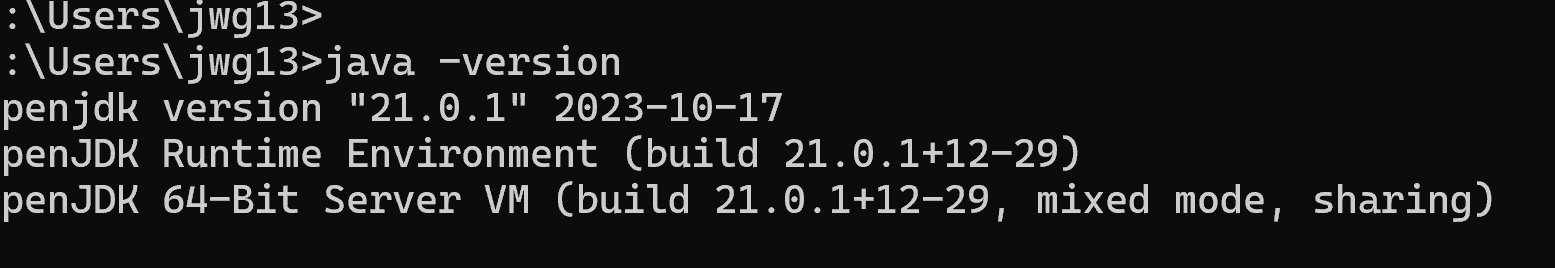 :\Users\jwg13>
:\Users\jwg13>java -version
penjdk version "21.0.1" 2023-10-17
penJDK Runtime Environment (build 21.0.1+12-29)
penJDK 64-Bit Server VM (build 21.0.1+12-29, mixed mode, sharing)